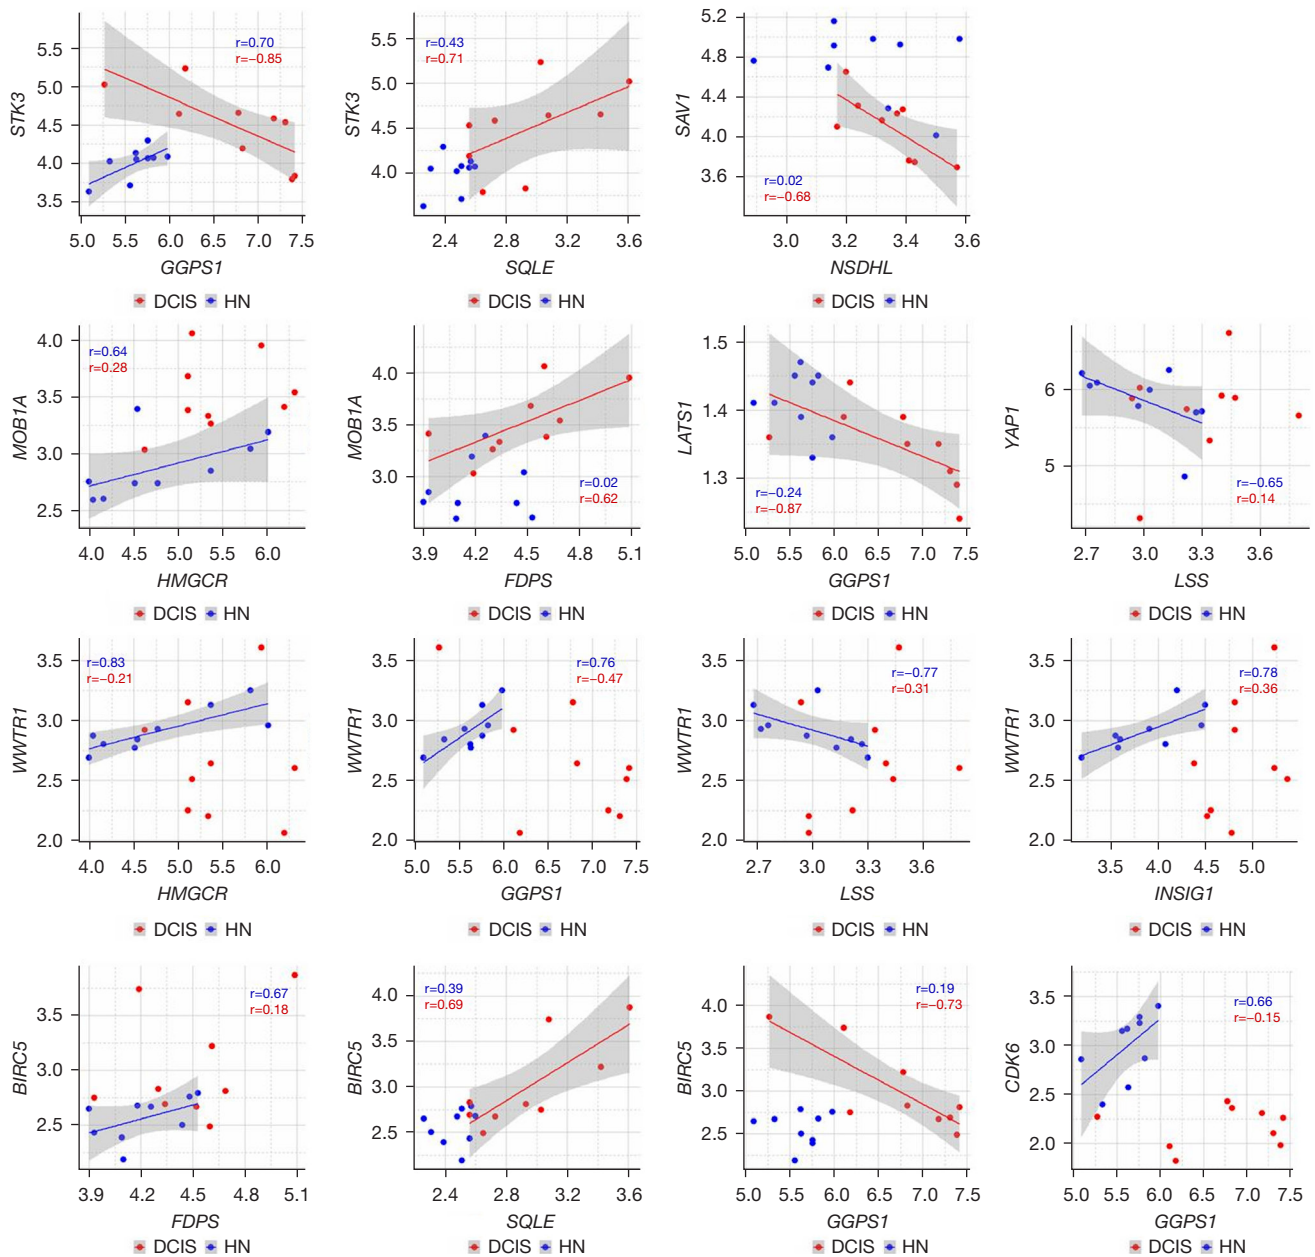 STK3
5.5
5.0
4.5
4.0
3.5
r=0.70
r=−0.85
5.0 5.5 6.0 6.5 7.0 7.5
GGPS1
DCIS HN
STK3
5.5
5.0
4.5
4.0
r=0.43
r=0.71
2.4 2.8 3.2 3.6
SQLE
DCIS HN
SAV1
5.2
4.8
4.4
4.0
3.6
r=0.02
r=−0.68
3.0 3.2 3.4 3.6
NSDHL
DCIS HN
MOB1A
4.0
3.5
3.0
2.5
r=0.64
r=0.28
4.0 4.5 5.0 5.5 6.0
HMGCR
DCIS HN
MOB1A
4.0
3.5
3.0
r=0.02
r=0.62
3.9 4.2 4.5 4.8 5.1
FDPS
DCIS HN
LATS1
1.5
1.4
1.3
r=−0.24
r=−0.87
5.0 5.5 6.0 6.5 7.0 7.5
GGPS1
DCIS HN
YAP1
6
5
r=−0.65
r=0.14
2.7 3.0 3.3 3.6
LSS
DCIS HN
WWTR1
3.5
3.0
2.5
2.0
r=0.83
r=−0.21
4.0 4.5 5.0 5.5 6.0
HMGCR
DCIS HN
WWTR1
3.5
3.0
2.5
2.0
r=0.76
r=−0.47
5.0 5.5 6.0 6.5 7.0 7.5
GGPS1
DCIS HN
WWTR1
3.5
3.0
2.5
2.0
r=−0.77
r=0.31
2.7 3.0 3.3 3.6
LSS
DCIS HN
WWTR1
3.5
3.0
2.5
2.0
r=0.78
r=0.36
3.5 4.0 4.5 5.0
INSIG1
DCIS HN
BIRC5
3.5
3.0
2.5
r=0.67
r=0.18
3.9 4.2 4.5 4.8 5.1
FDPS
DCIS HN
BIRC5
4.0
3.5
3.0
2.5
r=0.39
r=0.69
2.4 2.8 3.2 3.6
SQLE
DCIS HN
BIRC5
4.0
3.5
3.0
2.5
r=0.19
r=−0.73
5.0 5.5 6.0 6.5 7.0 7.5
GGPS1
DCIS HN
CDK6
3.5
3.0
2.5
2.0
r=0.66
r=−0.15
5.0 5.5 6.0 6.5 7.0 7.5
GGPS1
DCIS HN